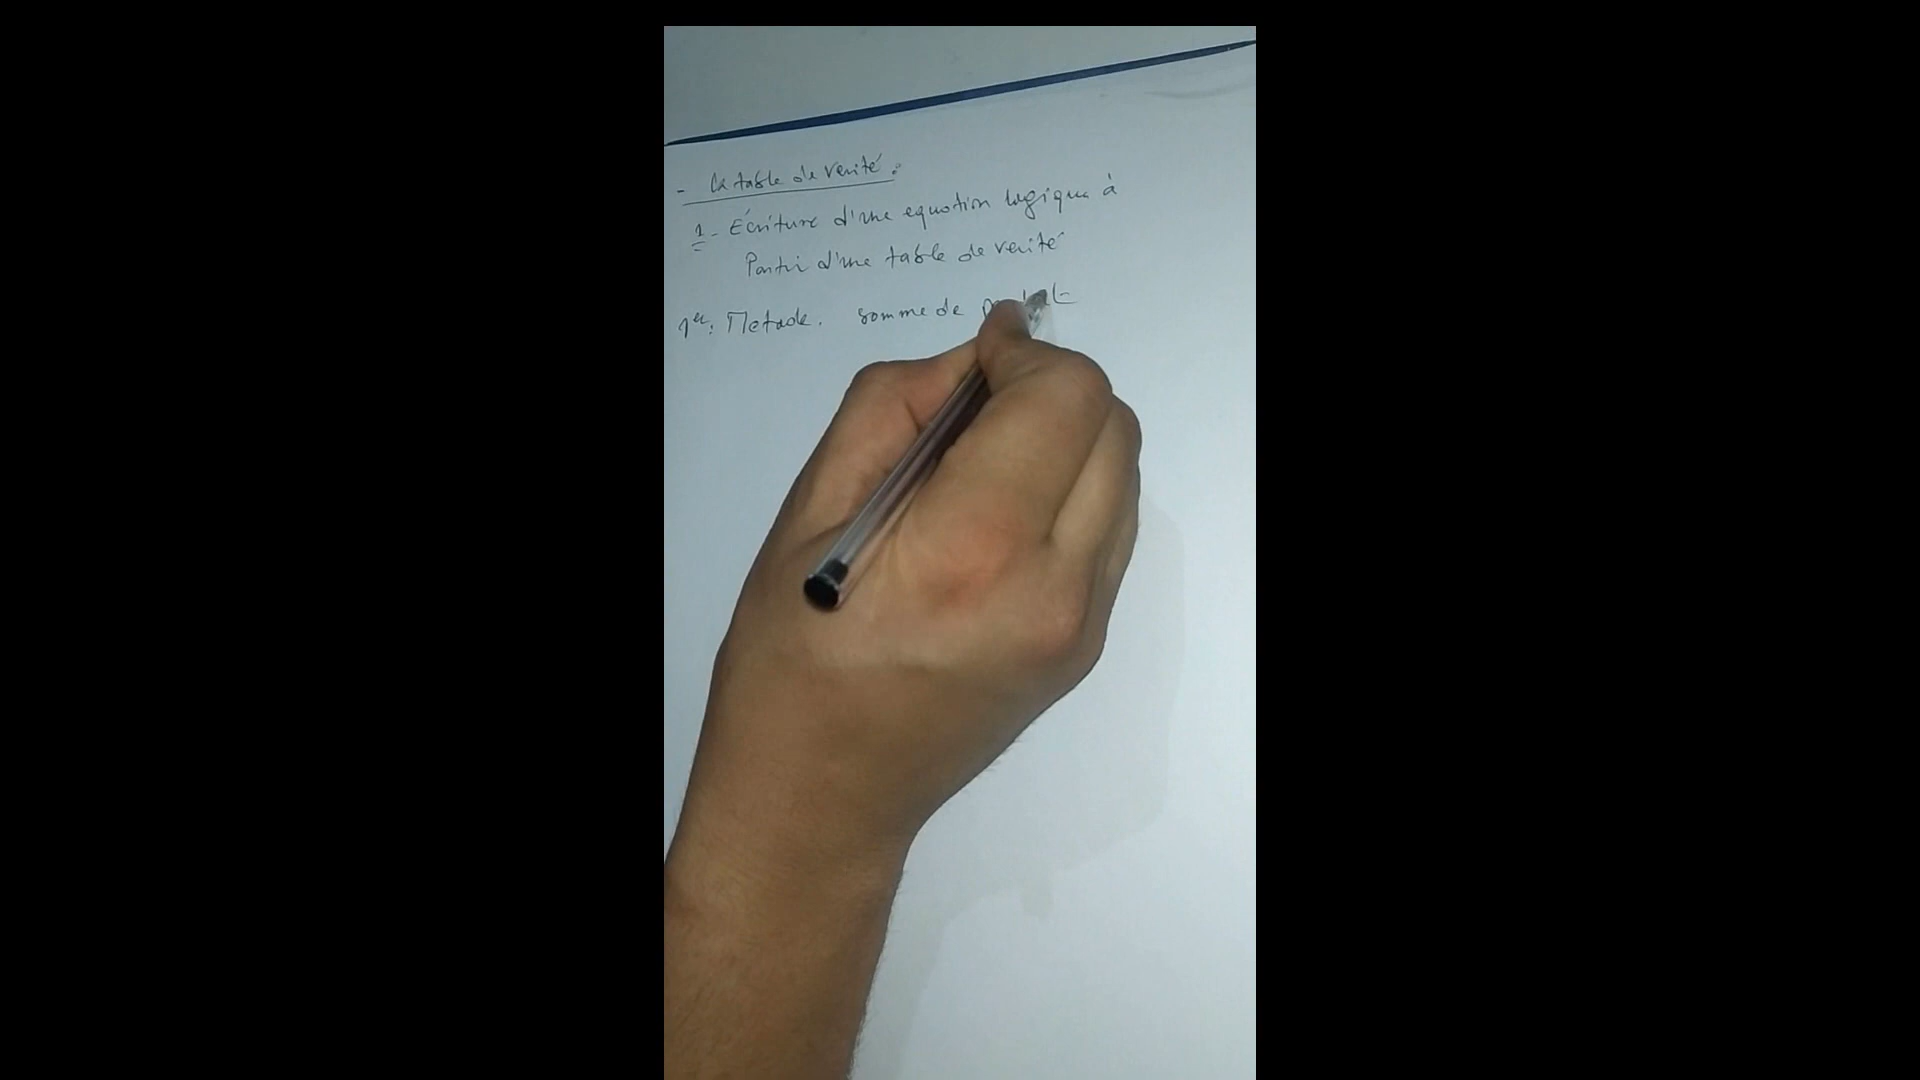 - La table de verité :
1 - Écriture d'une equation logique à
Partir d'une table de verité
1er: Metode. somme de